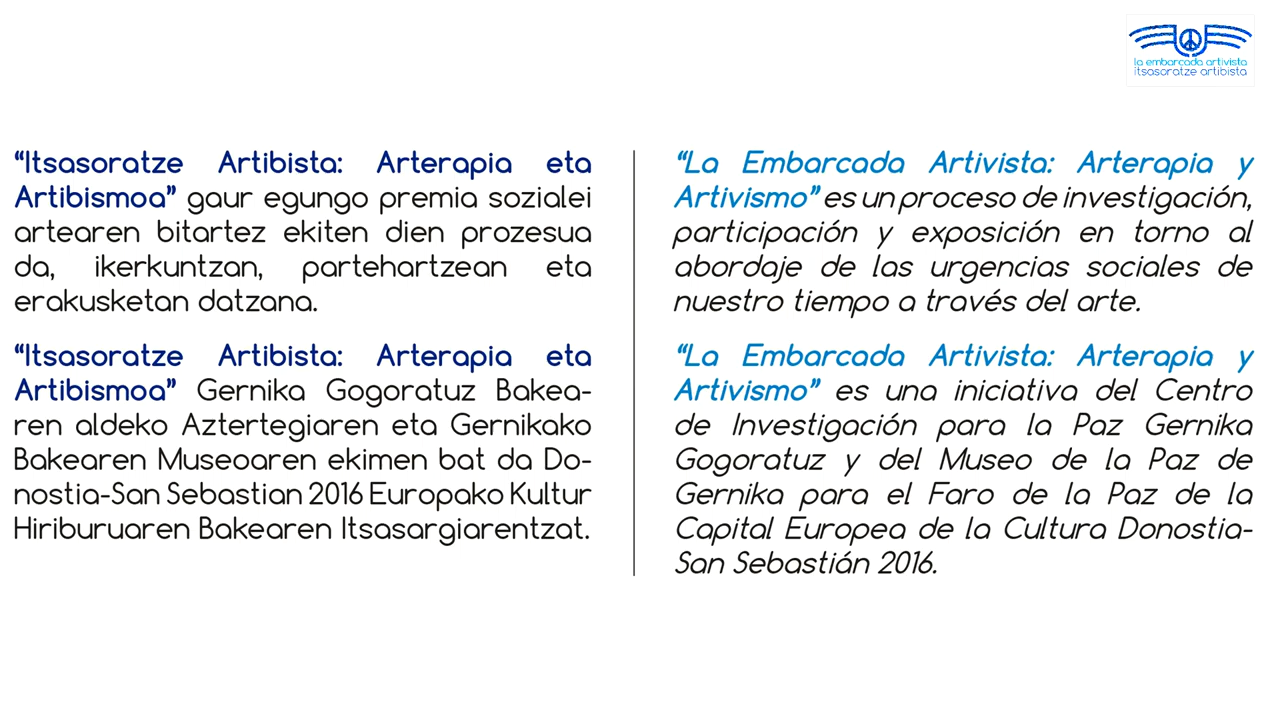 la embarcada artivista
itsasoratze artibista
“Itsasoratze Artibista: Arterapia eta
Artibismoa” gaur egungo premia sozialei
artearen bitartez ekiten dien prozesua
da, ikerkuntzan, partehartzean eta
erakusketan datzana.
“Itsasoratze Artibista: Arterapia eta
Artibismoa” Gernika Gogoratuz Bakea-
ren aldeko Aztertegiaren eta Gernikako
Bakearen Museoaren ekimen bat da Do-
nostia-San Sebastian 2016 Europako Kultur
Hiriburuaren Bakearen Itsasargiarentzat.
“La Embarcada Artivista: Arterapia y
Artivismo” es un proceso de investigación,
participación y exposición en torno al
abordaje de las urgencias sociales de
nuestro tiempo a través del arte.
“La Embarcada Artivista: Arterapia y
Artivismo” es una iniciativa del Centro
de Investigación para la Paz Gernika
Gogoratuz y del Museo de la Paz de
Gernika para el Faro de la Paz de la
Capital Europea de la Cultura Donostia-
San Sebastián 2016.